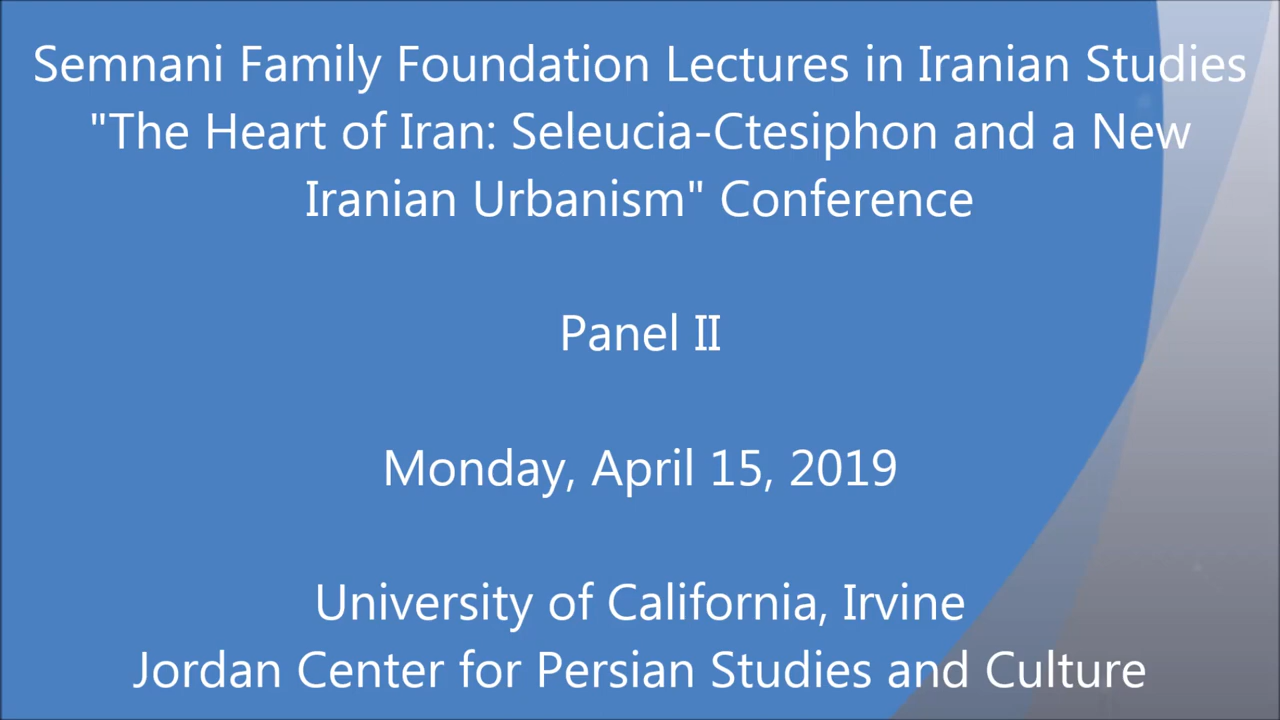 Semnani Family Foundation Lectures in Iranian Studies
"The Heart of Iran: Seleucia-Ctesiphon and a New
Iranian Urbanism" Conference
Panel II
Monday, April 15, 2019
University of California, Irvine
Jordan Center for Persian Studies and Culture